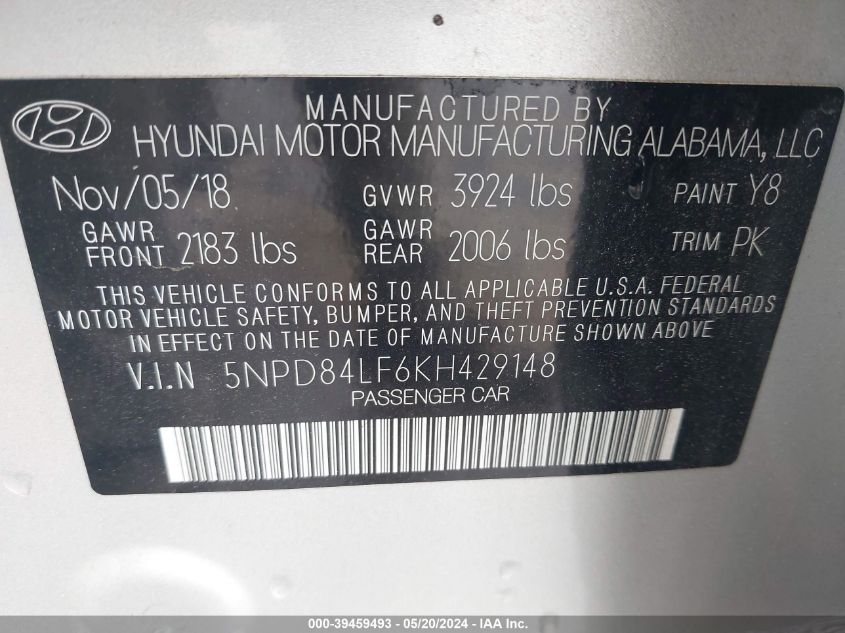 MANUFACTURED BY
HYUNDAI MOTOR MANUFACTURING ALABAMA, LLC
Nov/05/18 GVWR 3924 lbs PAINT Y8
GAWR FRONT 2183 lbs GAWR REAR 2006 lbs TRIM PK
THIS VEHICLE CONFORMS TO ALL APPLICABLE U.S.A. FEDERAL
MOTOR VEHICLE SAFETY, BUMPER, AND THEFT PREVENTION STANDARDS
IN EFFECT ON THE DATE OF MANUFACTURE SHOWN ABOVE
V.I.N 5NPD84LF6KH429148
PASSENGER CAR
000-39459493 - 05/20/2024 - IAA Inc.